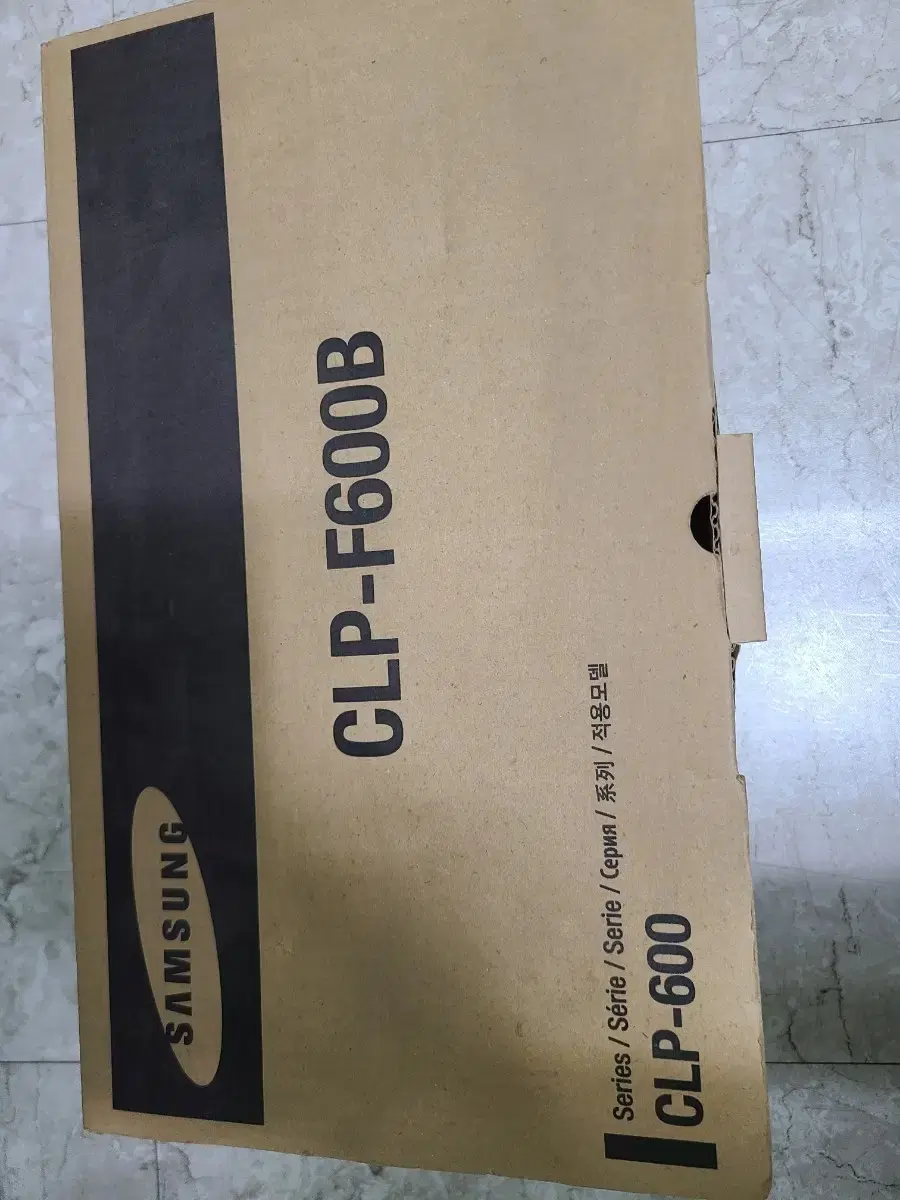 SAMSUNG
CLP-F600B
Series / Série / Serie / Серия / 系列 / 적용모델
CLP-600